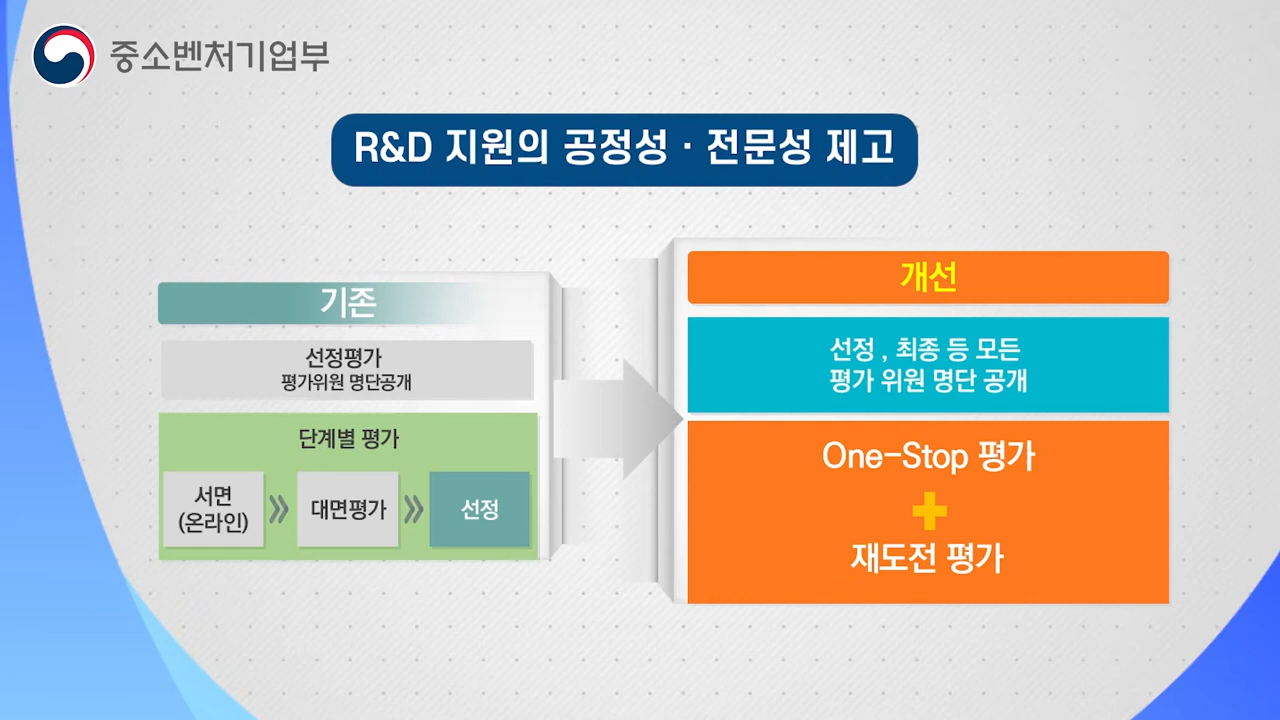 중소벤처기업부
R&D 지원의 공정성 · 전문성 제고
기존
선정평가
평가위원 명단공개
단계별 평가
서면
(온라인)
대면평가
선정
개선
선정 , 최종 등 모든
평가 위원 명단 공개
One-Stop 평가
재도전 평가